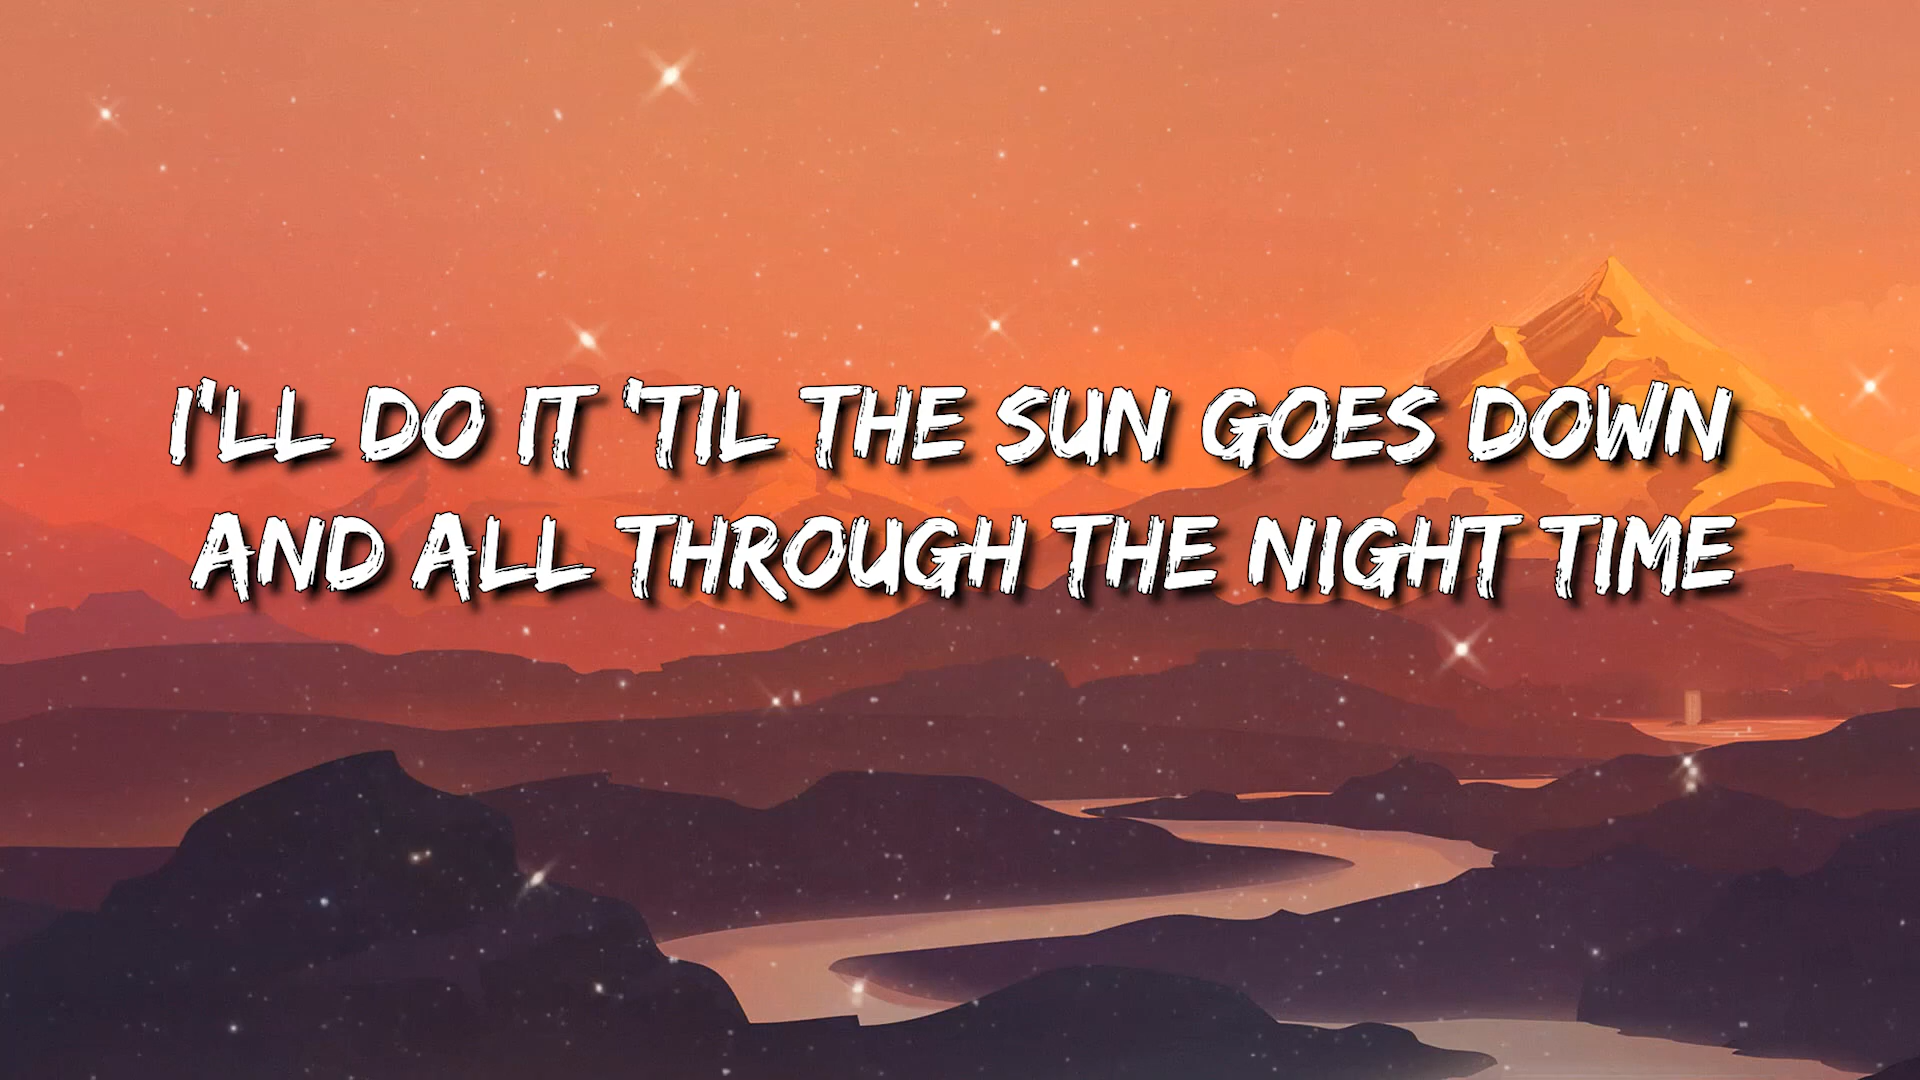 I'LL DO IT 'TIL THE SUN GOES DOWN
AND ALL THROUGH THE NIGHT TIME